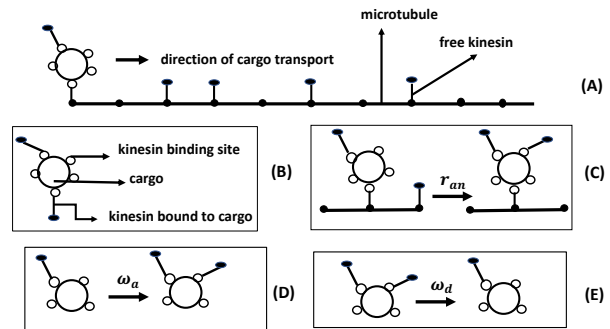 microtubule
direction of cargo transport
free kinesin
(A)
kinesin binding site
cargo
kinesin bound to cargo
(B)
r_an
(C)
ω_a
(D)
ω_d
(E)